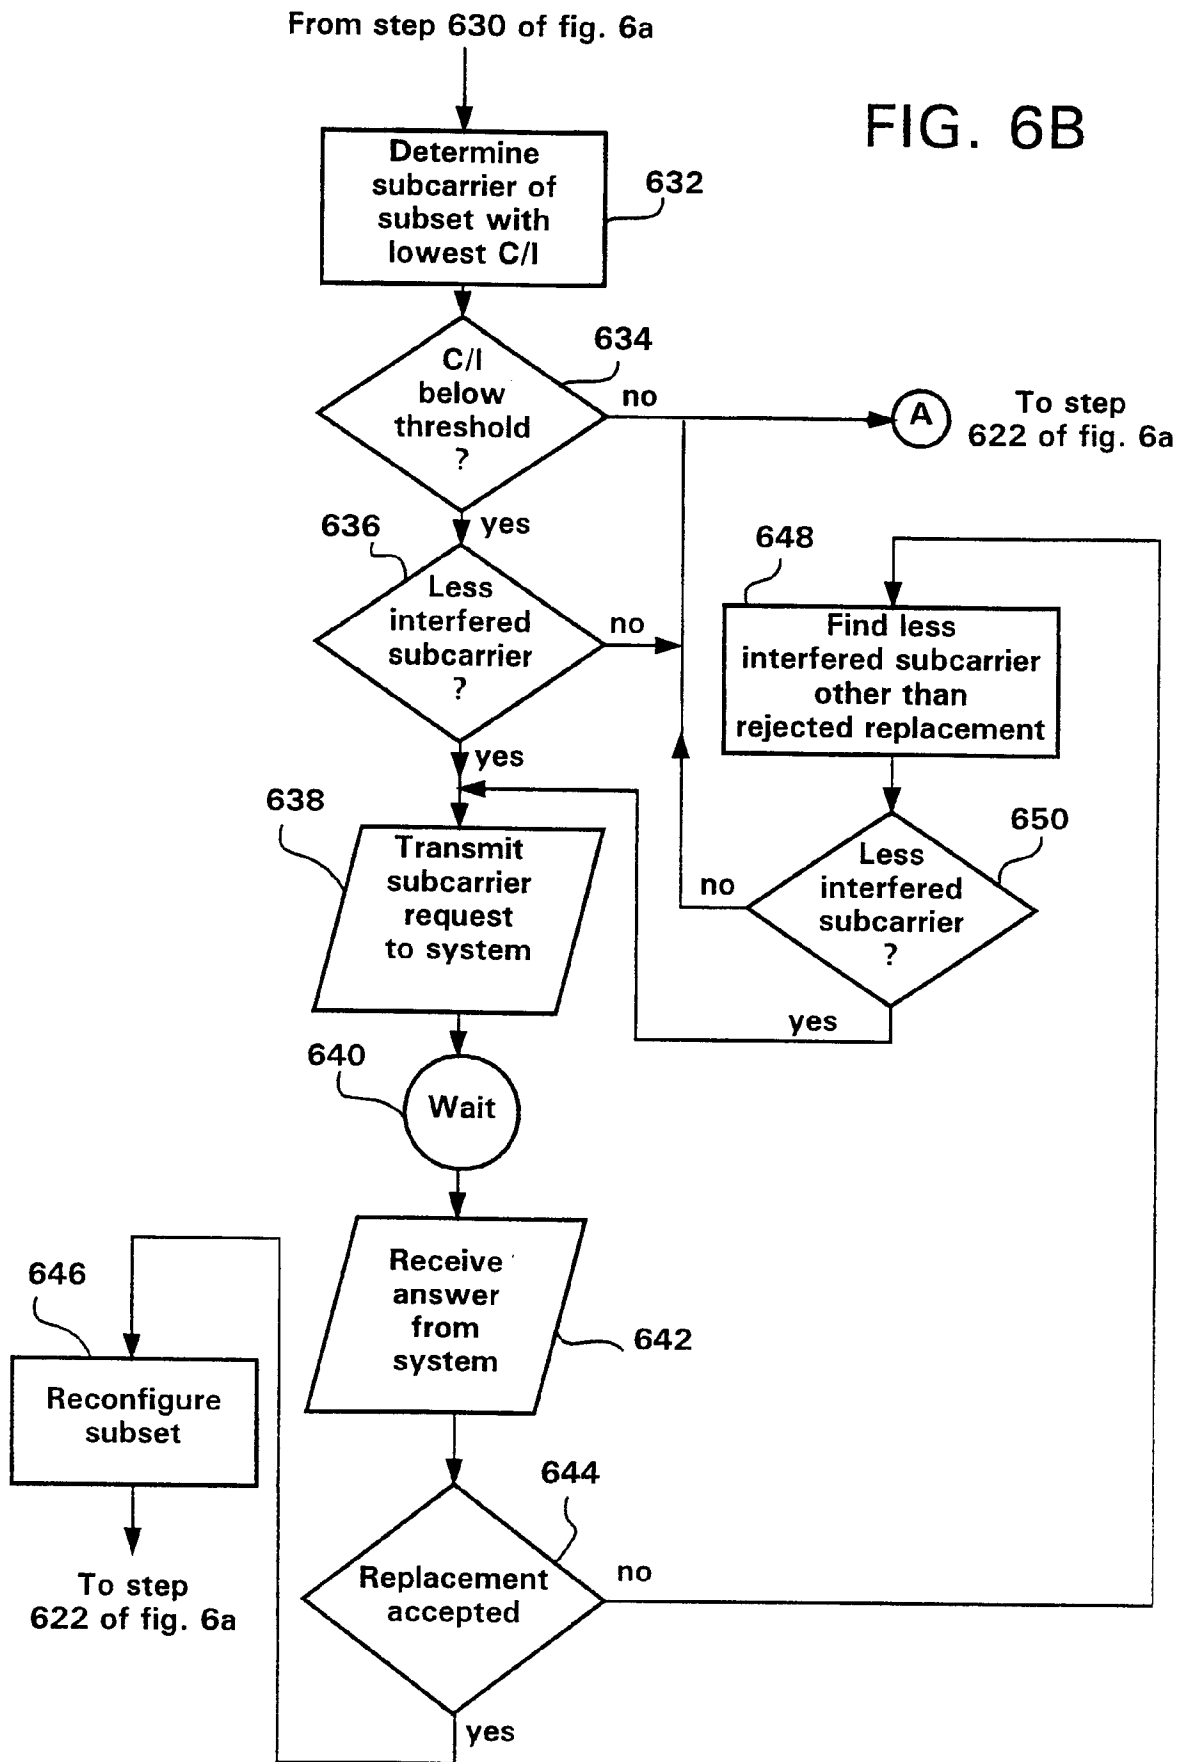 From step 630 of fig. 6a
FIG. 6B
Determine
subcarrier of
subset with
lowest C/I
632
C/I
below
threshold
?
634
no
A
To step
622 of fig. 6a
yes
636
Less
interfered
subcarrier
?
no
648
Find less
interfered subcarrier
other than
rejected replacement
yes
638
Transmit
subcarrier
request
to system
650
Less
interfered
subcarrier
?
no
yes
640
Wait
Receive
answer
from
system
642
646
Reconfigure
subset
To step
622 of fig. 6a
644
Replacement
accepted
no
yes